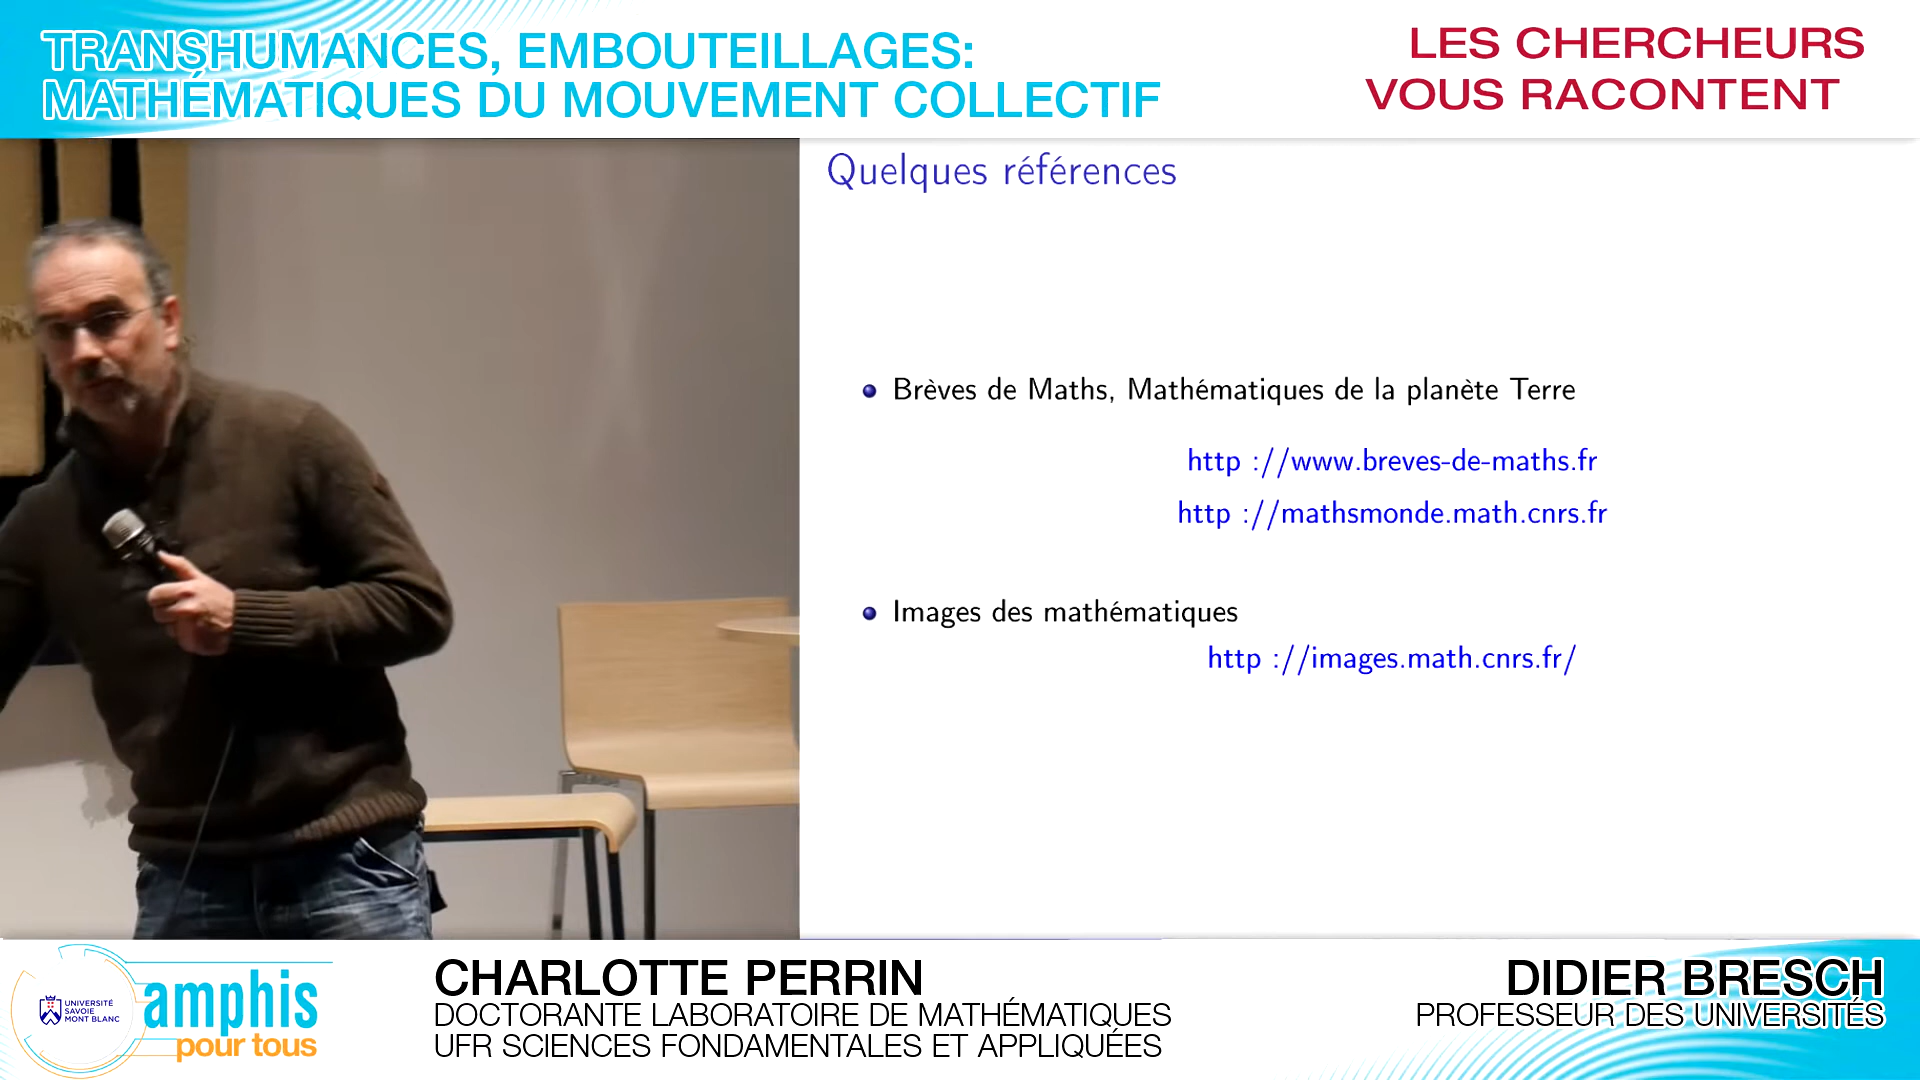 TRANSHUMANCES, EMBOUTEILLAGES:
MATHÉMATIQUES DU MOUVEMENT COLLECTIF
LES CHERCHEURS
VOUS RACONTENT
Quelques références
Brèves de Maths, Mathématiques de la planète Terre
http ://www.breves-de-maths.fr
http ://mathsmonde.math.cnrs.fr
Images des mathématiques
http ://images.math.cnrs.fr/
UNIVERSITÉ
SAVOIE
MONT BLANC
amphis
pour tous
CHARLOTTE PERRIN
DOCTORANTE LABORATOIRE DE MATHÉMATIQUES
UFR SCIENCES FONDAMENTALES ET APPLIQUÉES
DIDIER BRESCH
PROFESSEUR DES UNIVERSITÉS